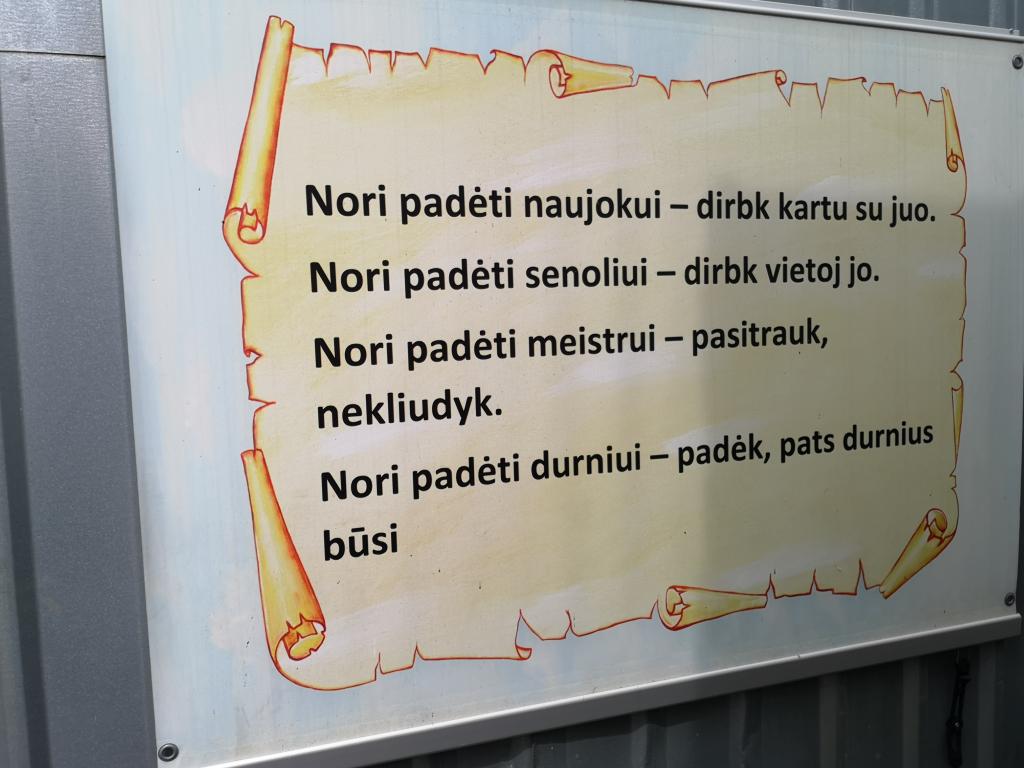 Nori padėti naujokui – dirbk kartu su juo.
Nori padėti senoliui – dirbk vietoj jo.
Nori padėti meistrui – pasitrauk,
nekliudyk.
Nori padėti durniui – padėk, pats durnius
būsi